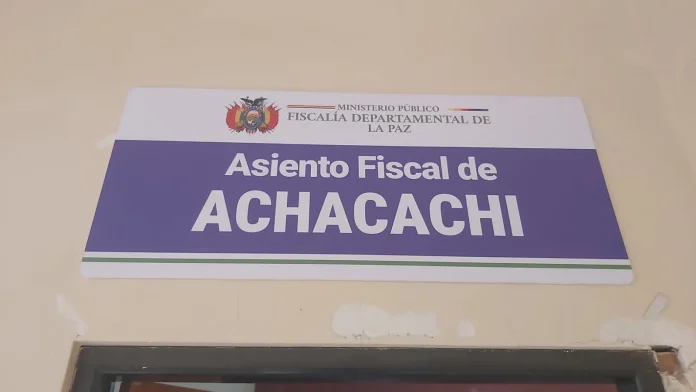 MINISTERIO PÚBLICO
FISCALÍA DEPARTAMENTAL DE
LA PAZ
Asiento Fiscal de
ACHACACHI